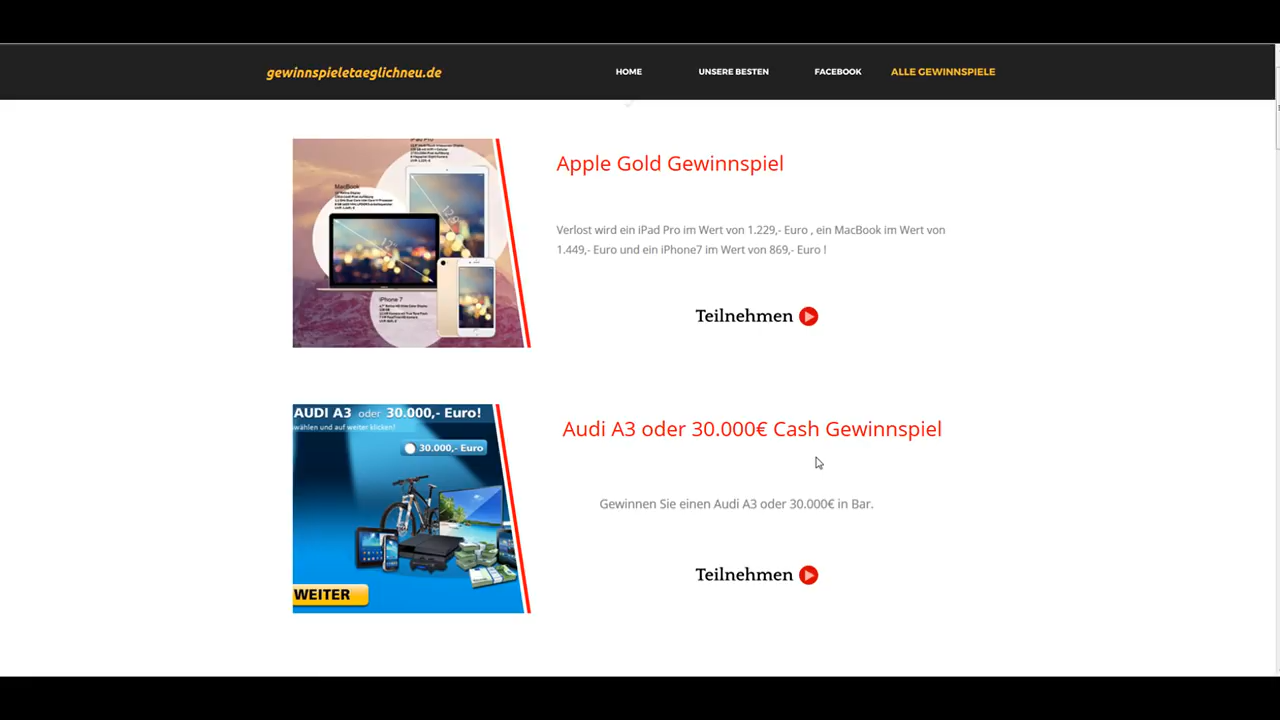 gewinnspieletaeglichneu.de
HOME
UNSERE BESTEN
FACEBOOK
ALLE GEWINNSPIELE
MacBook
iPhone 7
Apple Gold Gewinnspiel
Verlost wird ein iPad Pro im Wert von 1.229,- Euro , ein MacBook im Wert von
1.449,- Euro und ein iPhone7 im Wert von 869,- Euro !
Teilnehmen
AUDI A3 oder 30.000,- Euro!
wählen und auf weiter klicken!
30.000,- Euro
WEITER
Audi A3 oder 30.000€ Cash Gewinnspiel
Gewinnen Sie einen Audi A3 oder 30.000€ in Bar.
Teilnehmen